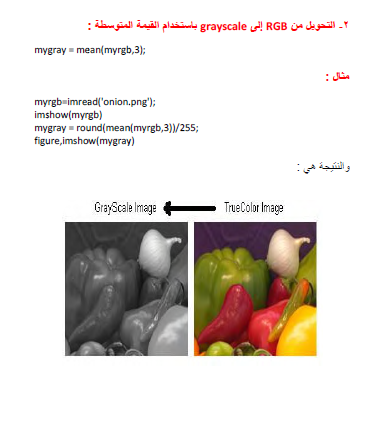 ٢- التحويل من RGB إلى grayscale باستخدام القيمة المتوسطة :
mygray = mean(myrgb,3);
مثال :
myrgb=imread('onion.png');
imshow(myrgb)
mygray = round(mean(myrgb,3))/255;
figure,imshow(mygray)
والنتيجة هي :
GrayScale Image TrueColor Image